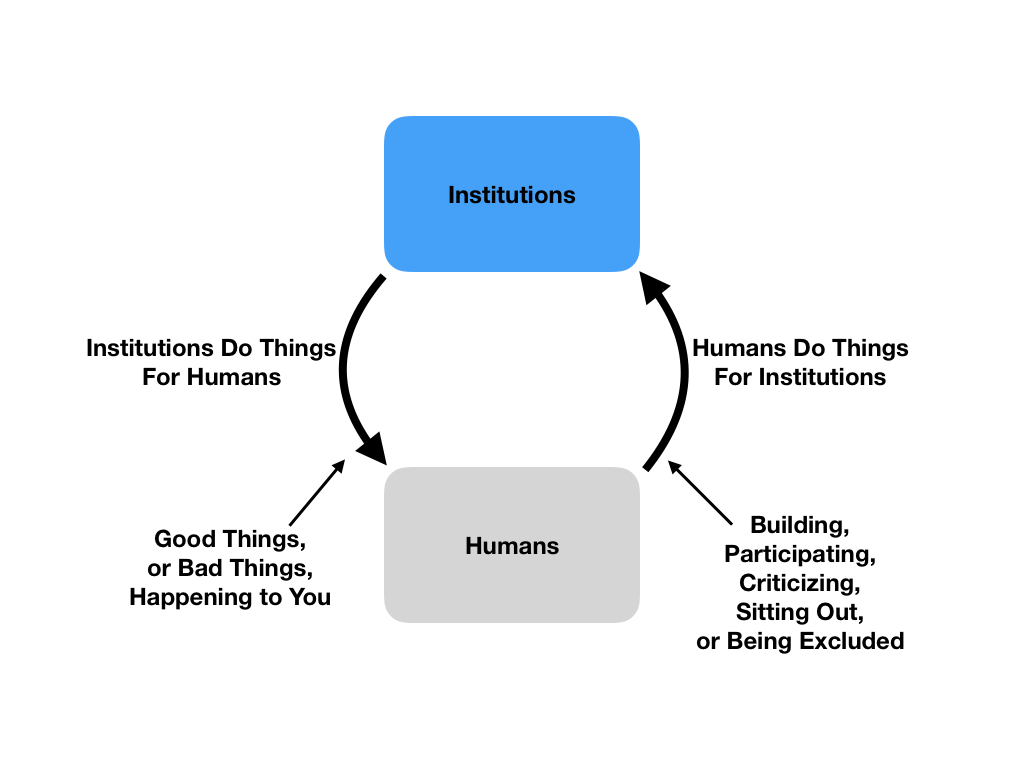 Institutions
Institutions Do Things
For Humans
Humans Do Things
For Institutions
Good Things,
or Bad Things,
Happening to You
Humans
Building,
Participating,
Criticizing,
Sitting Out,
or Being Excluded